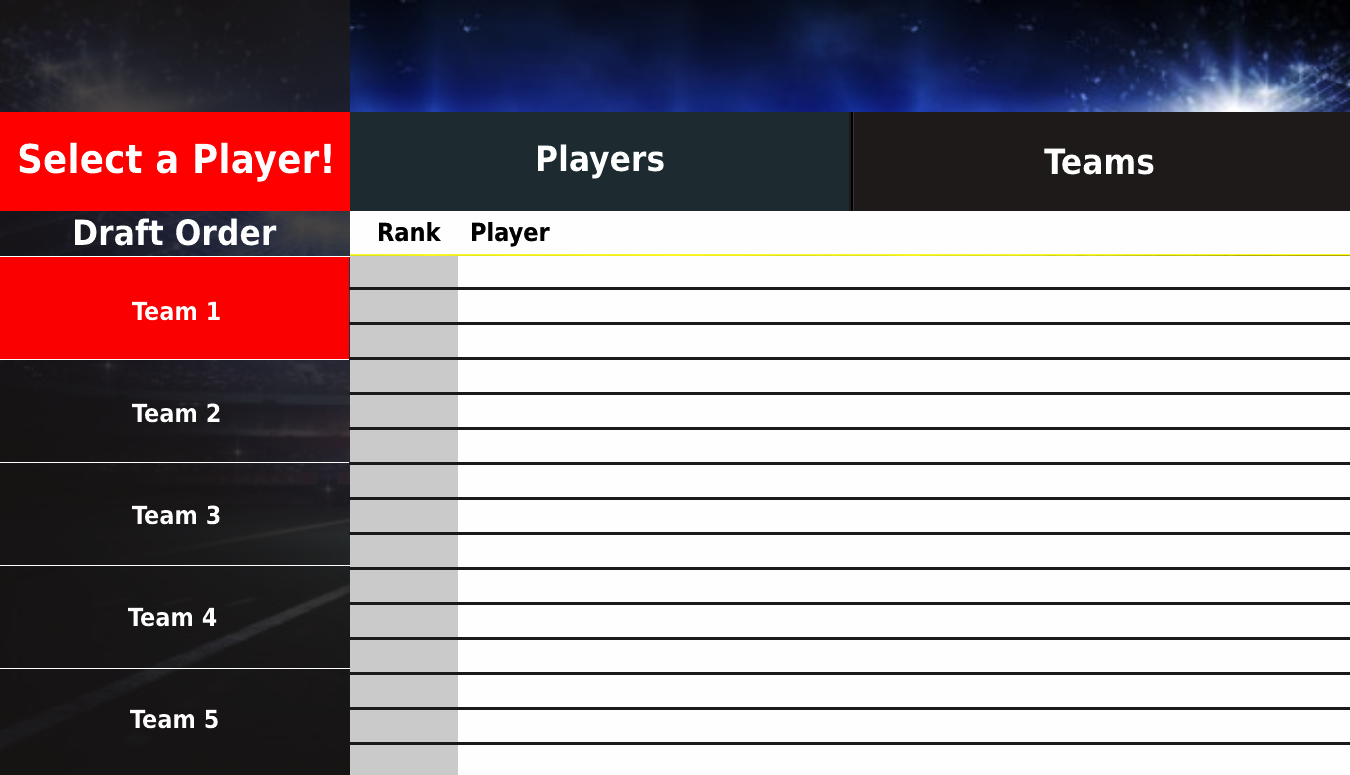 Select a Player!
Players
Teams
Draft Order
Rank Player
Team 1
Team 2
Team 3
Team 4
Team 5